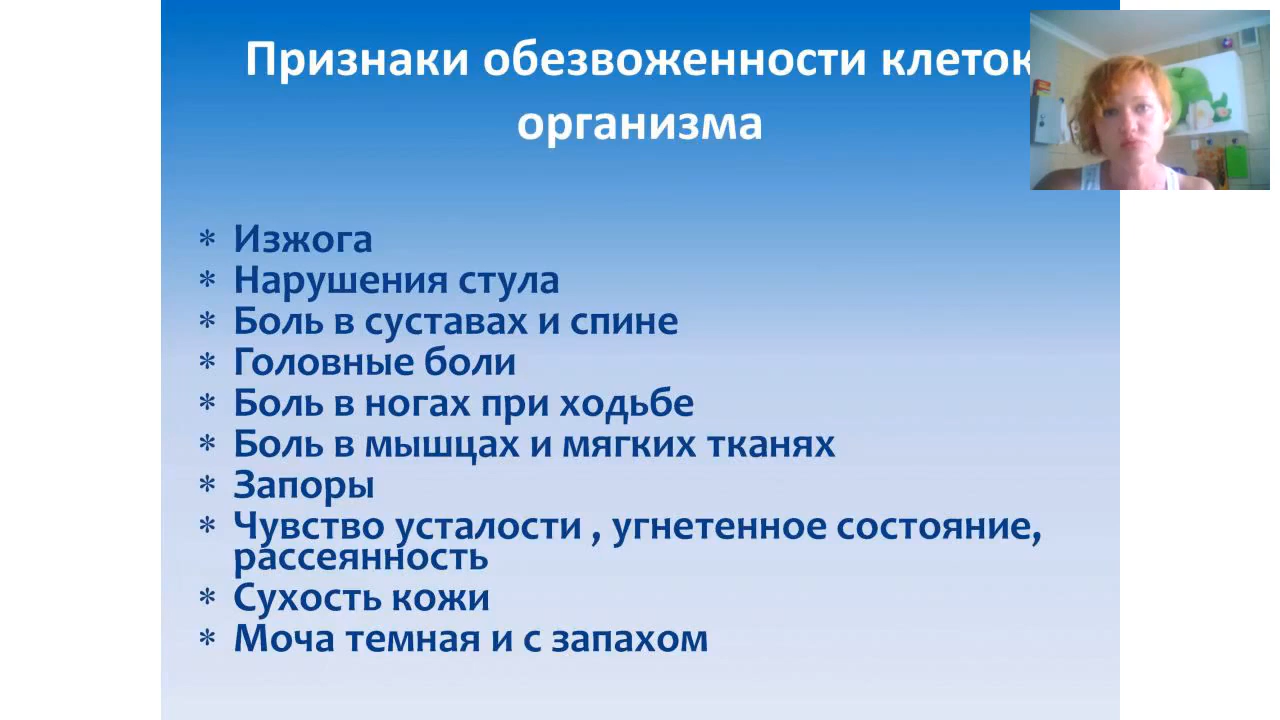 Признаки обезвоженности клеток
организма
* Изжога
* Нарушения стула
* Боль в суставах и спине
* Головные боли
* Боль в ногах при ходьбе
* Боль в мышцах и мягких тканях
* Запоры
* Чувство усталости , угнетенное состояние,
рассеянность
* Сухость кожи
* Моча темная и с запахом